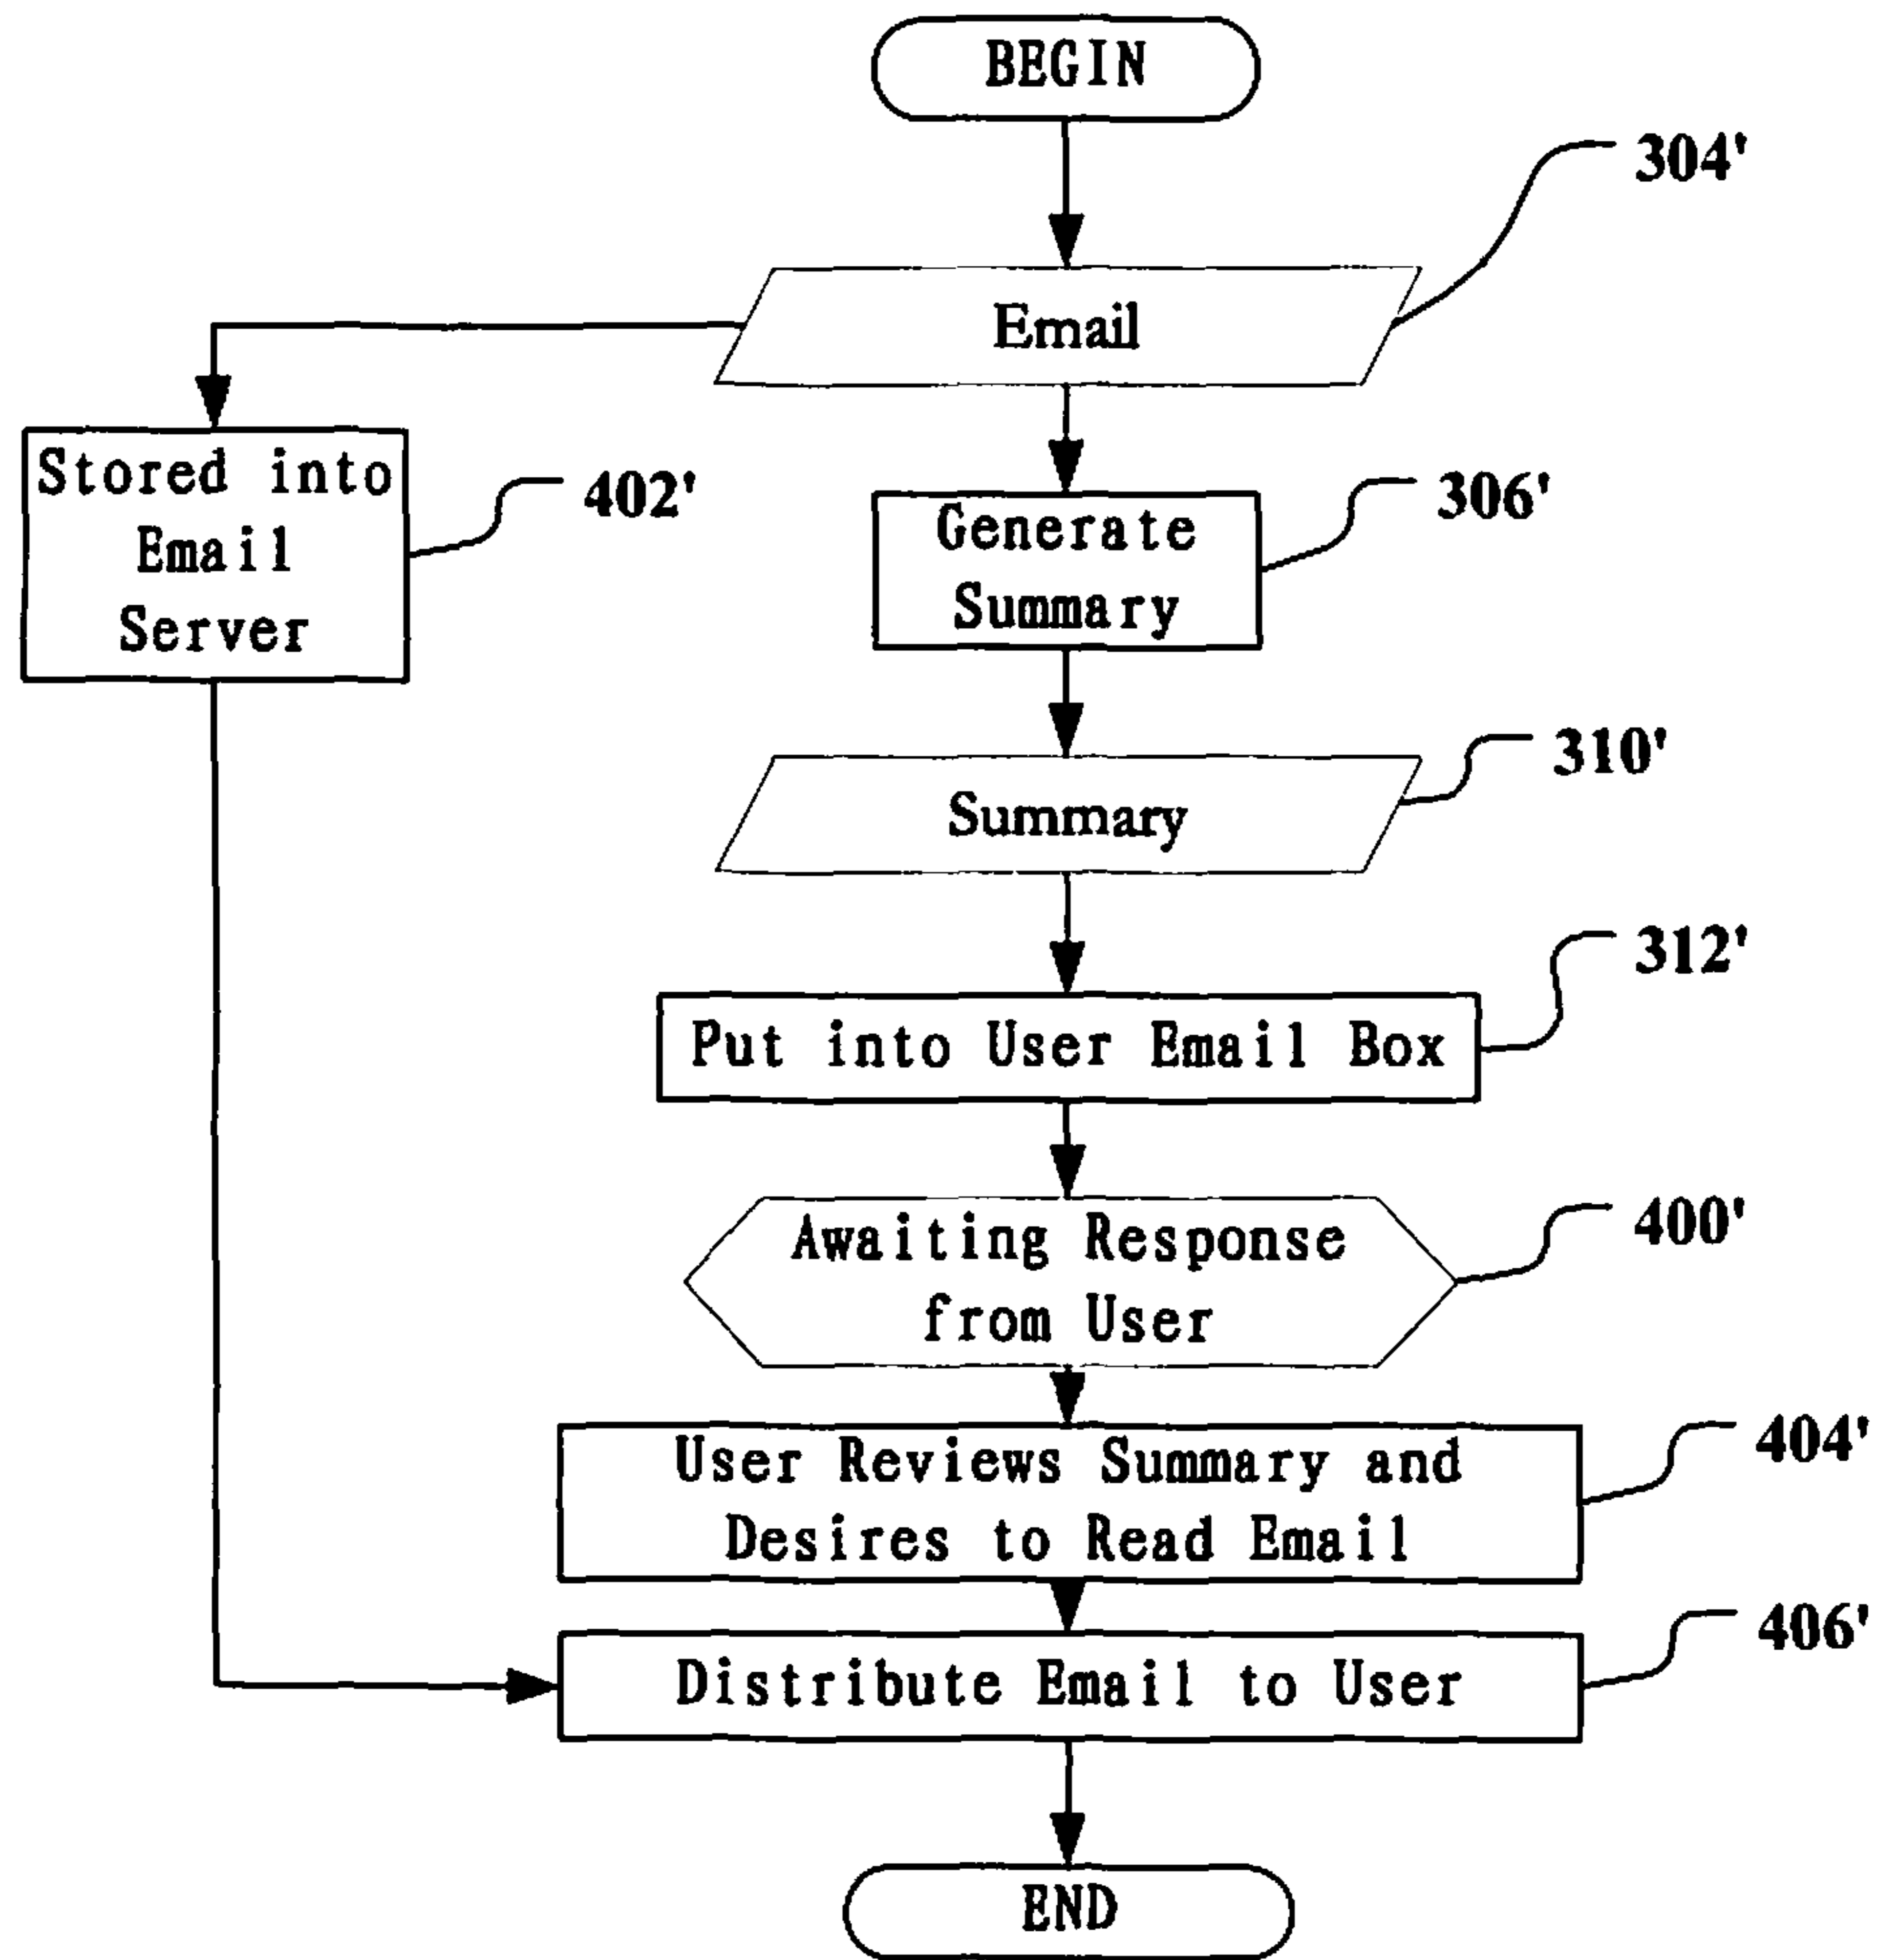 BEGIN
304'
Email
Stored into
Email
Server
402'
Generate
Summary
306'
310'
Summary
312'
Put into User Email Box
Awaiting Response
from User
400'
User Reviews Summary and
Desires to Read Email
404'
406'
Distribute Email to User
END